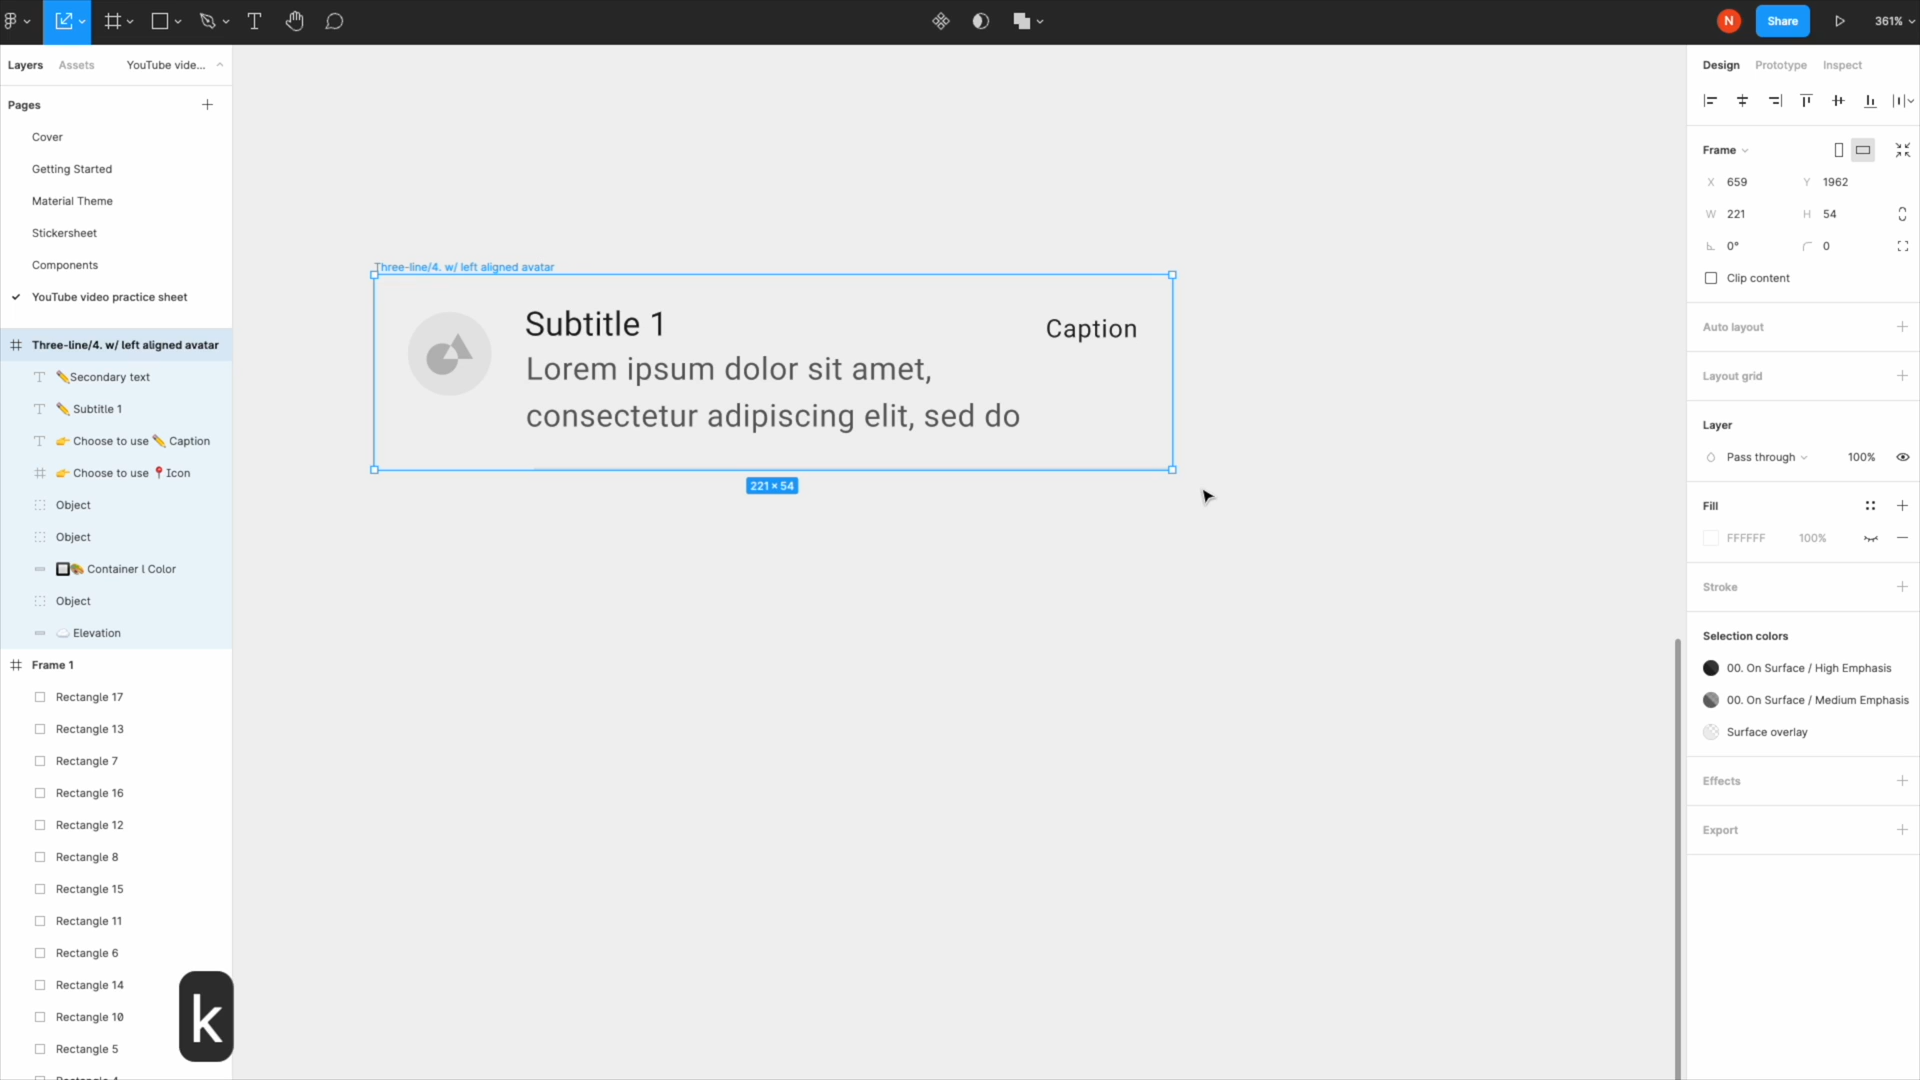 N
Share
361%
Layers
Assets
YouTube vide...
Pages
Cover
Getting Started
Material Theme
Stickersheet
Components
YouTube video practice sheet
Three-line/4. w/ left aligned avatar
✏️Secondary text
✏️ Subtitle 1
👉 Choose to use ✏️ Caption
👉 Choose to use 📍Icon
Object
Object
🔲🎨 Container l Color
Object
☁️ Elevation
Frame 1
Rectangle 17
Rectangle 13
Rectangle 7
Rectangle 16
Rectangle 12
Rectangle 8
Rectangle 15
Rectangle 11
Rectangle 6
Rectangle 14
Rectangle 10
Rectangle 5
k
Three-line/4. w/ left aligned avatar
Subtitle 1
Caption
Lorem ipsum dolor sit amet,
consectetur adipiscing elit, sed do
221 × 54
Design
Prototype
Inspect
Frame
X 659
Y 1962
W 221
H 54
0°
0
Clip content
Auto layout
Layout grid
Layer
Pass through
100%
Fill
FFFFFF
100%
Stroke
Selection colors
00. On Surface / High Emphasis
00. On Surface / Medium Emphasis
Surface overlay
Effects
Export